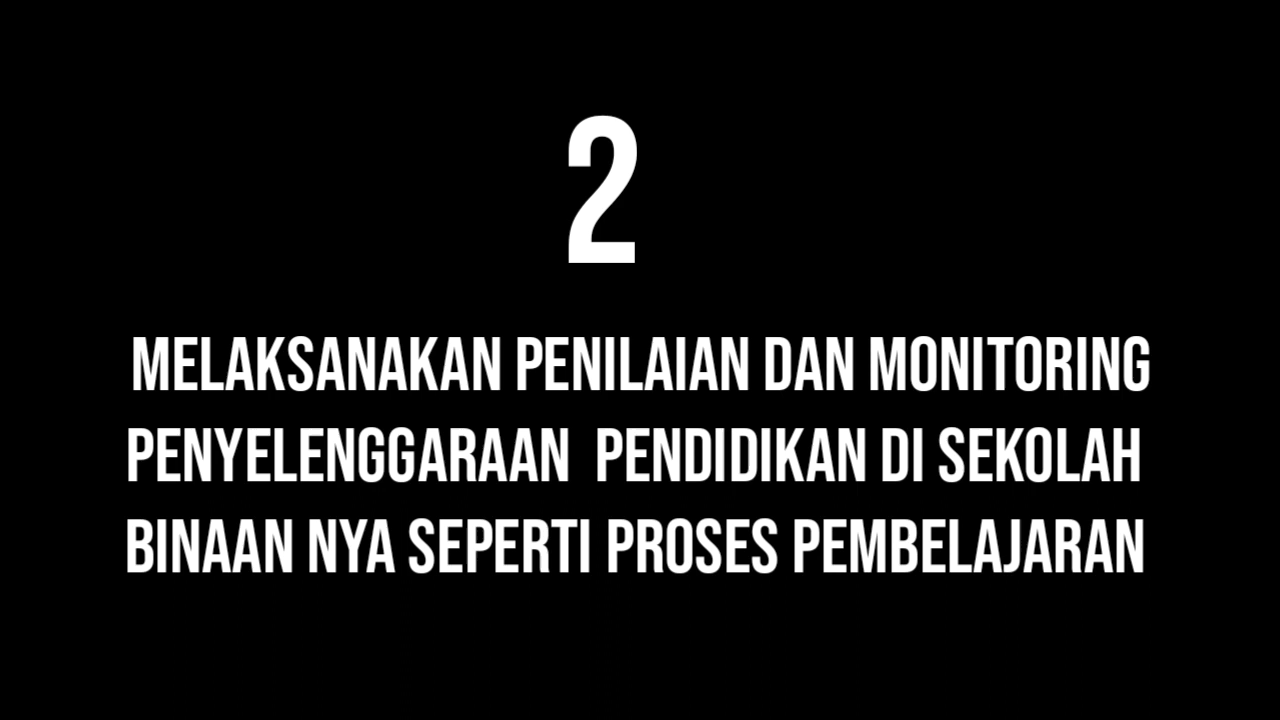 2
MELAKSANAKAN PENILAIAN DAN MONITORING
PENYELENGGARAAN PENDIDIKAN DI SEKOLAH
BINAAN NYA SEPERTI PROSES PEMBELAJARAN